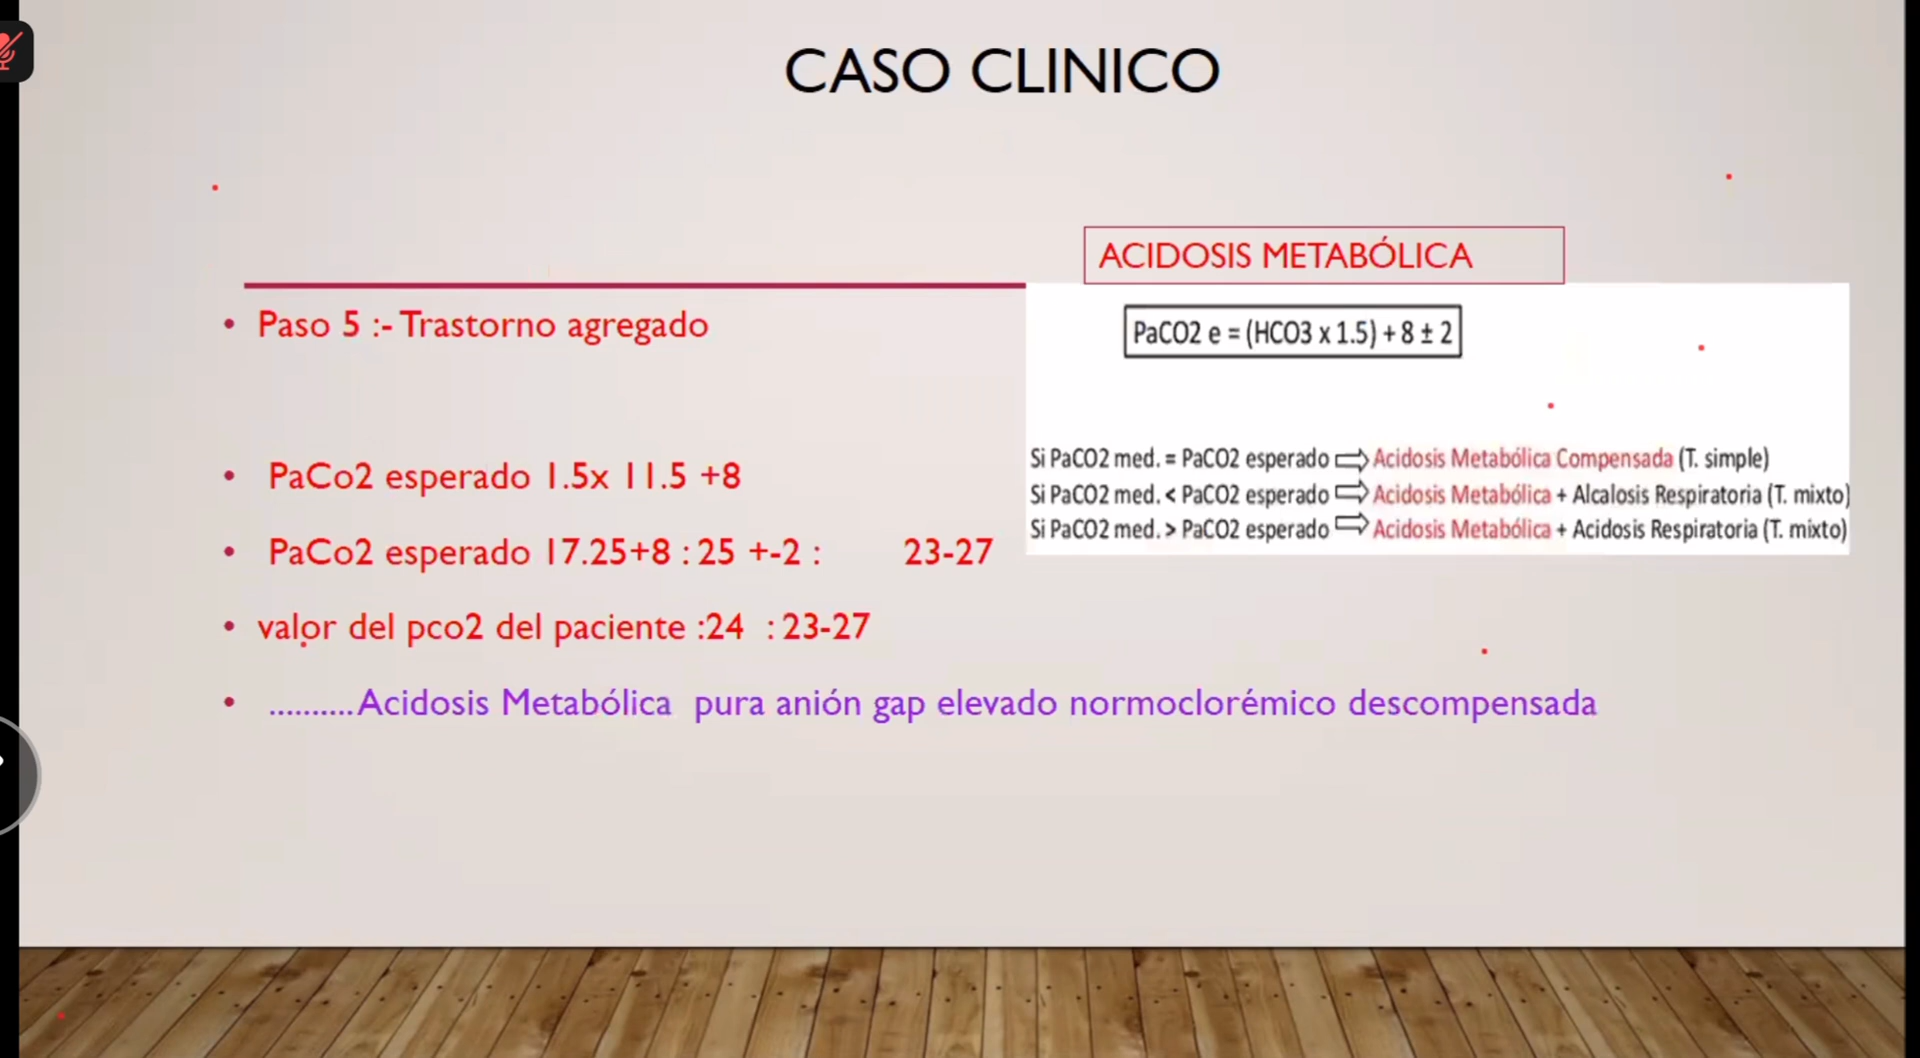 CASO CLINICO
ACIDOSIS METABÓLICA
• Paso 5 :- Trastorno agregado
PaCO2 e = (HCO3 x 1.5) + 8 ± 2
Si PaCO2 med. = PaCO2 esperado ⇨ Acidosis Metabólica Compensada (T. simple)
Si PaCO2 med. < PaCO2 esperado ⇨ Acidosis Metabólica + Alcalosis Respiratoria (T. mixto)
Si PaCO2 med. > PaCO2 esperado ⇨ Acidosis Metabólica + Acidosis Respiratoria (T. mixto)
• PaCo2 esperado 1.5x 11.5 +8
• PaCo2 esperado 17.25+8 : 25 +-2 : 23-27
• valor del pco2 del paciente :24 : 23-27
• ..........Acidosis Metabólica pura anión gap elevado normoclorémico descompensada